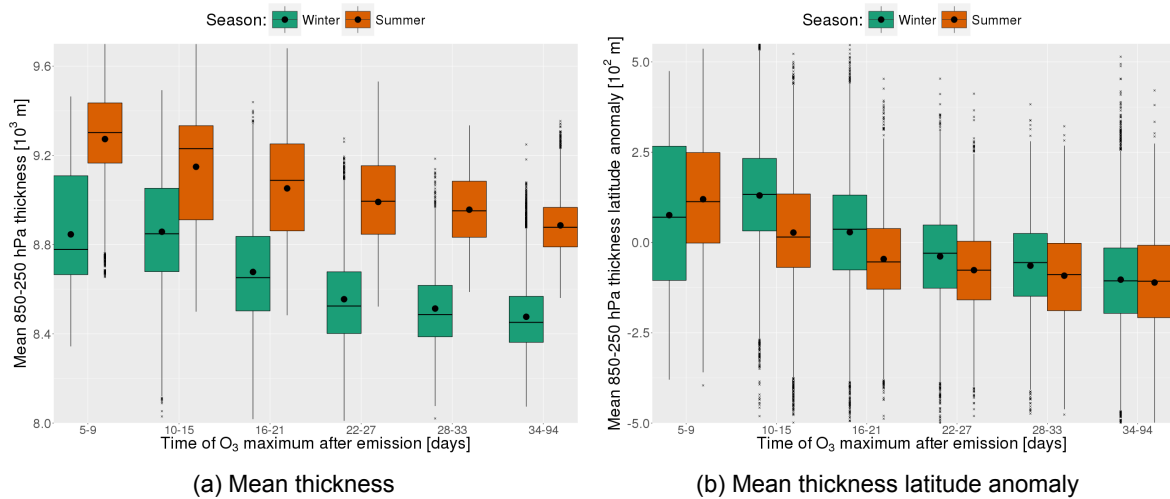 Season: Winter Summer
Mean 850-250 hPa thickness [10³ m]
9.6
9.2
8.8
8.4
8.0
5-9 10-15 16-21 22-27 28-33 34-94
Time of O₃ maximum after emission [days]
(a) Mean thickness
Season: Winter Summer
Mean 850-250 hPa thickness latitude anomaly [10² m]
2.5
0.0
-2.5
-5.0
5-9 10-15 16-21 22-27 28-33 34-94
Time of O₃ maximum after emission [days]
(b) Mean thickness latitude anomaly